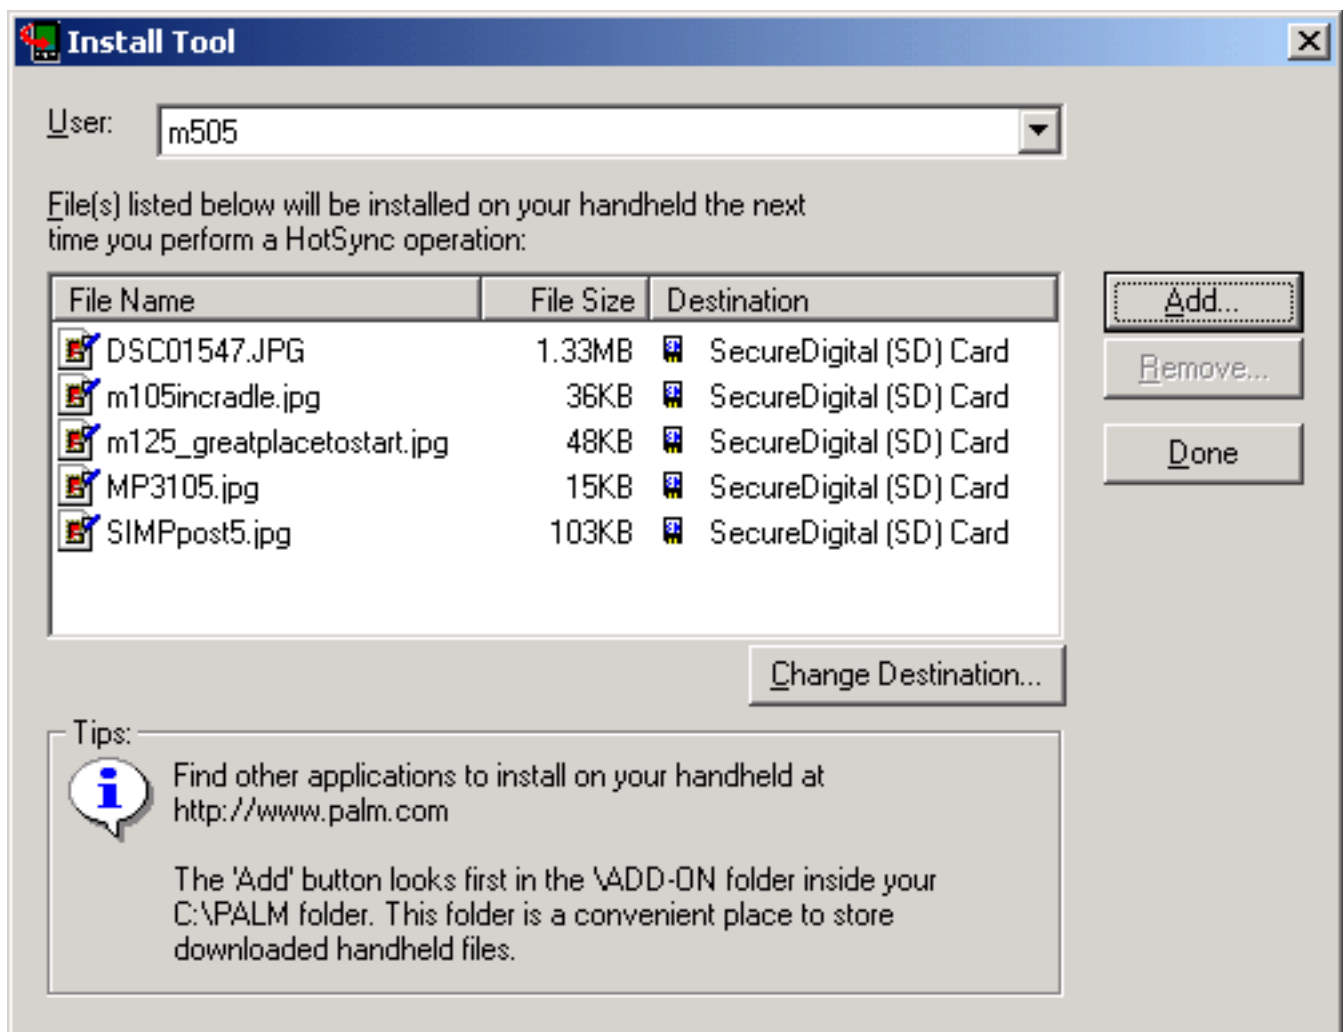 Install Tool
User: m505
File(s) listed below will be installed on your handheld the next
time you perform a HotSync operation:
File Name File Size Destination
DSC01547.JPG 1.33MB SecureDigital (SD) Card
m105incradle.jpg 36KB SecureDigital (SD) Card
m125_greatplacetostart.jpg 48KB SecureDigital (SD) Card
MP3105.jpg 15KB SecureDigital (SD) Card
SIMPpost5.jpg 103KB SecureDigital (SD) Card
Add...
Remove...
Done
Change Destination...
Tips:
Find other applications to install on your handheld at
http://www.palm.com
The 'Add' button looks first in the \ADD-ON folder inside your
C:\PALM folder. This folder is a convenient place to store
downloaded handheld files.